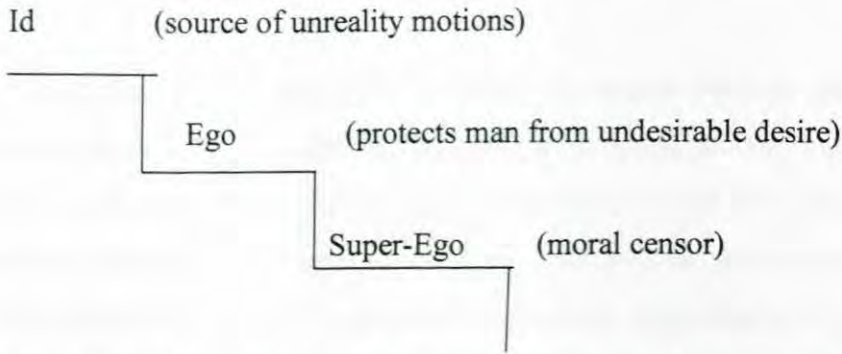 Id (source of unreality motions)
Ego (protects man from undesirable desire)
Super-Ego (moral censor)